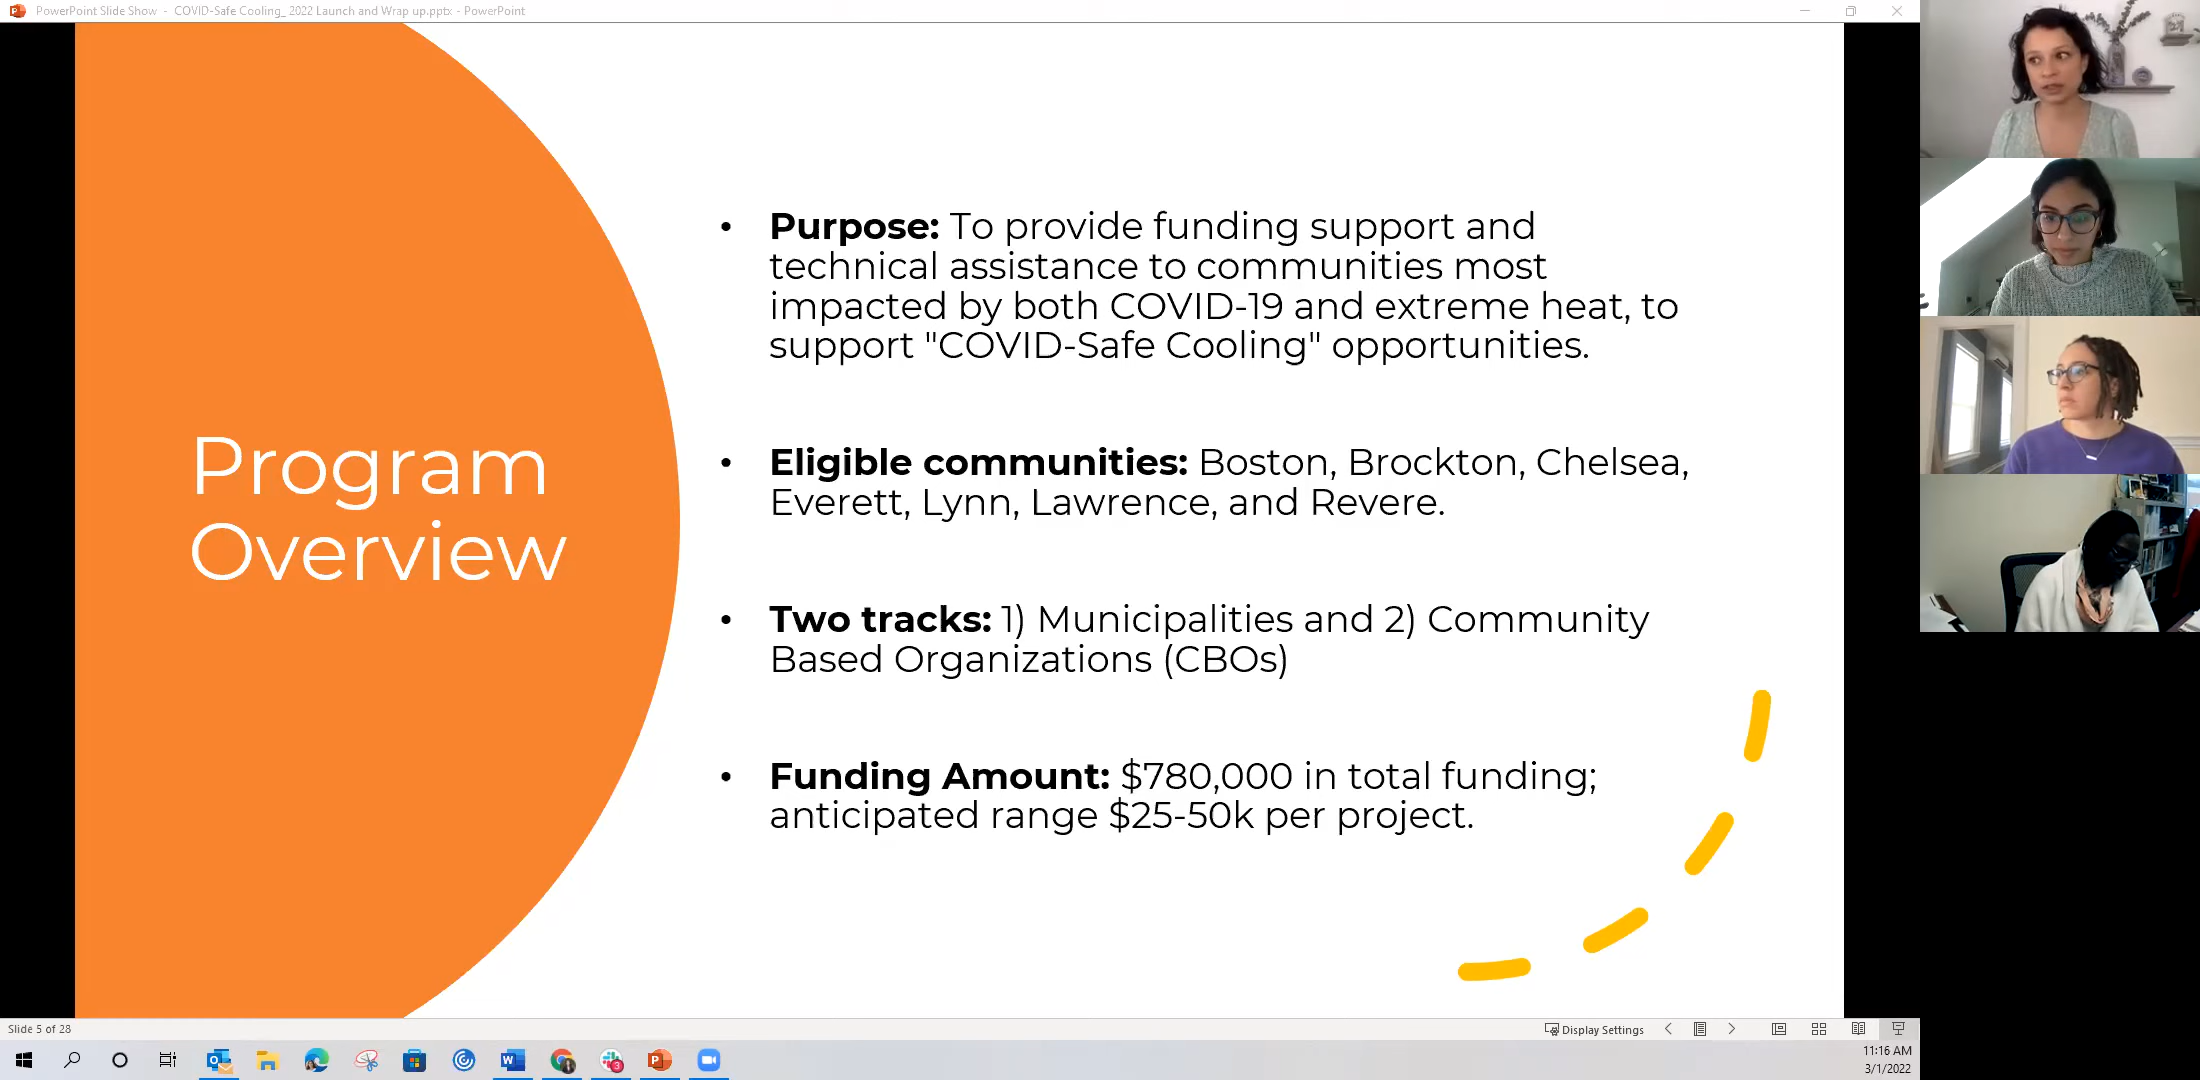 PowerPoint Slide Show - COVID-Safe Cooling_ 2022 Launch and Wrap up.pptx - PowerPoint
Program
Overview
• Purpose: To provide funding support and
technical assistance to communities most
impacted by both COVID-19 and extreme heat, to
support "COVID-Safe Cooling" opportunities.
• Eligible communities: Boston, Brockton, Chelsea,
Everett, Lynn, Lawrence, and Revere.
• Two tracks: 1) Municipalities and 2) Community
Based Organizations (CBOs)
• Funding Amount: $780,000 in total funding;
anticipated range $25-50k per project.
Slide 5 of 28
Display Settings
11:16 AM
3/1/2022